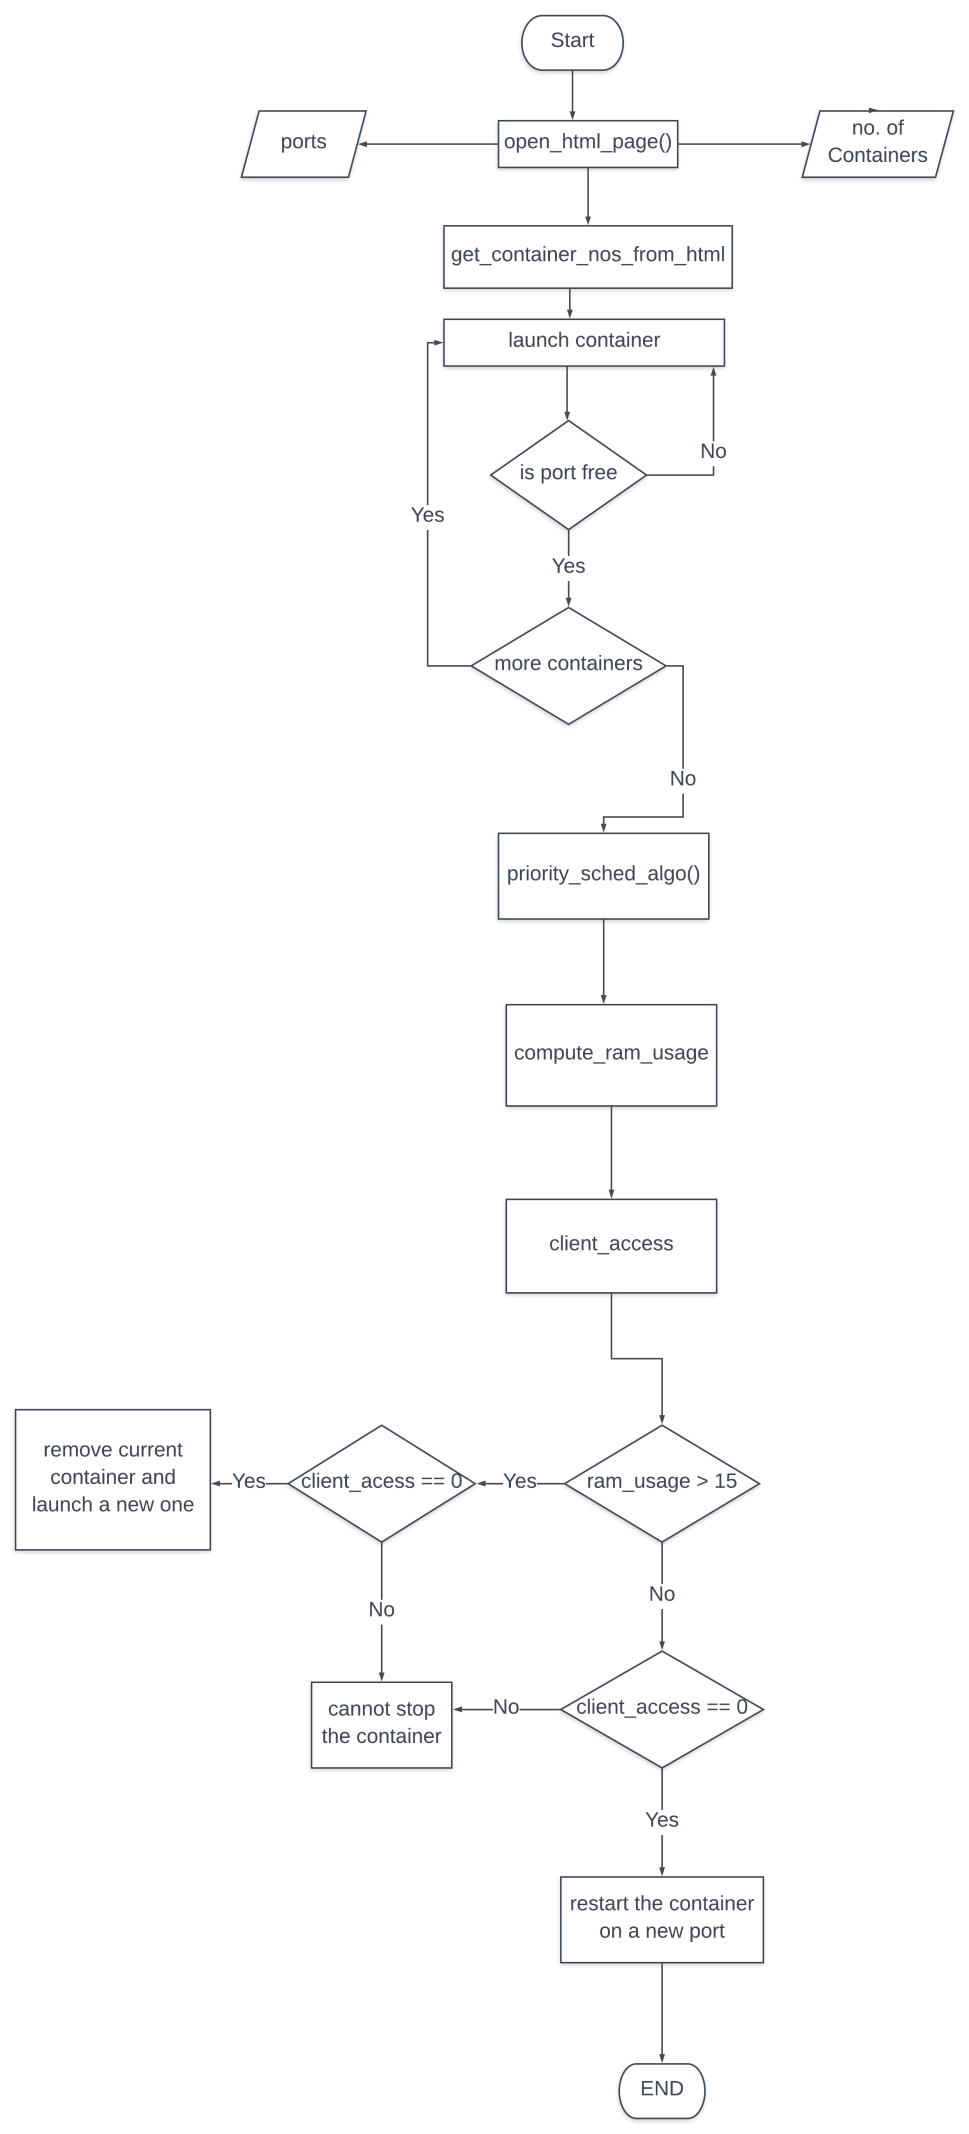 Start
ports
open_html_page()
no. of
Containers
get_container_nos_from_html
launch container
No
is port free
Yes
Yes
more containers
No
priority_sched_algo()
compute_ram_usage
client_access
remove current
container and
launch a new one
Yes
client_acess == 0
Yes
ram_usage > 15
No
No
cannot stop
the container
No
client_access == 0
Yes
restart the container
on a new port
END